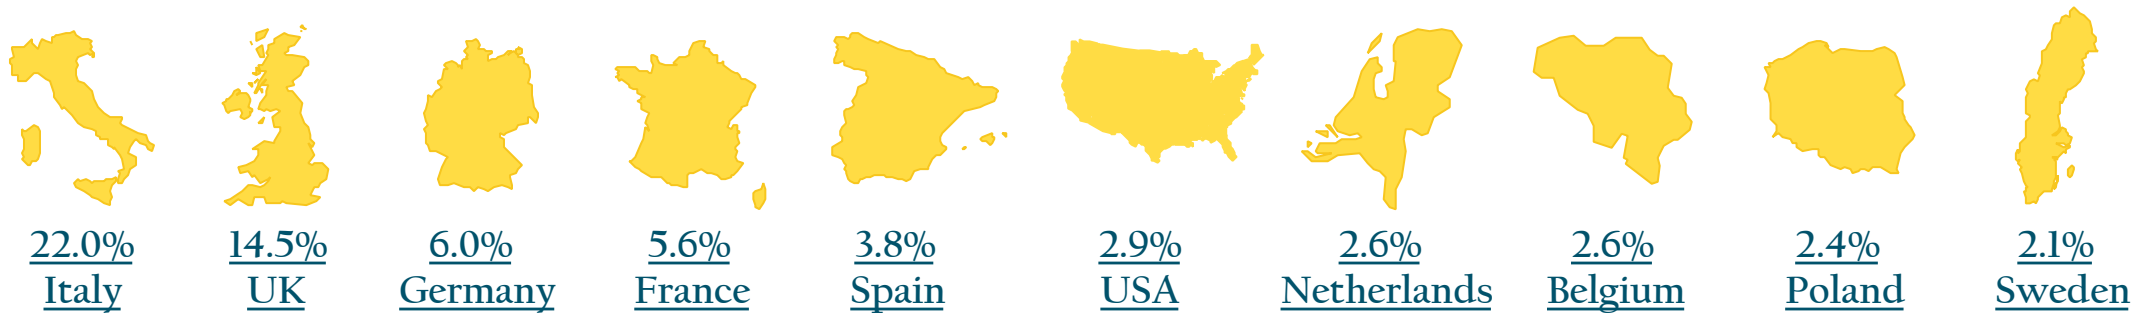 22.0% 14.5% 6.0% 5.6% 3.8% 2.9% 2.6% 2.6% 2.4% 2.1%
Italy UK Germany France Spain USA Netherlands Belgium Poland Sweden